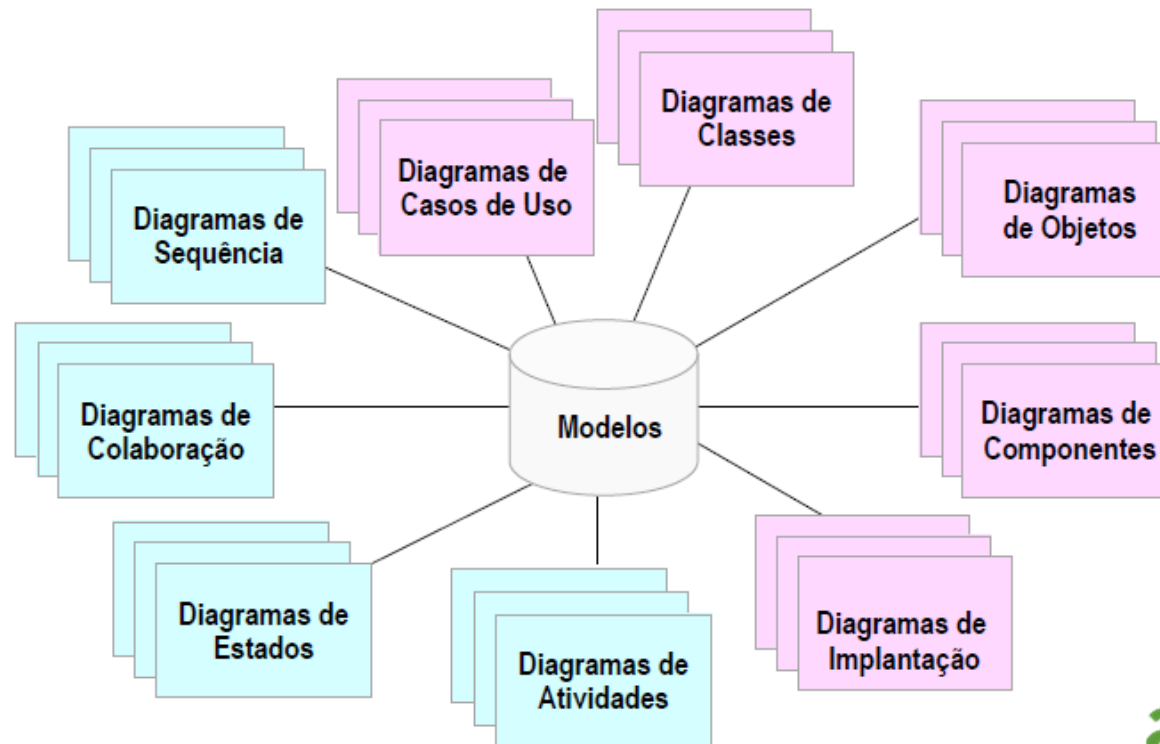 Diagramas de
Classes
Diagramas de
Casos de Uso
Diagramas
de Objetos
Diagramas de
Sequência
Diagramas de
Colaboração
Modelos
Diagramas de
Componentes
Diagramas de
Estados
Diagramas de
Atividades
Diagramas de
Implantação